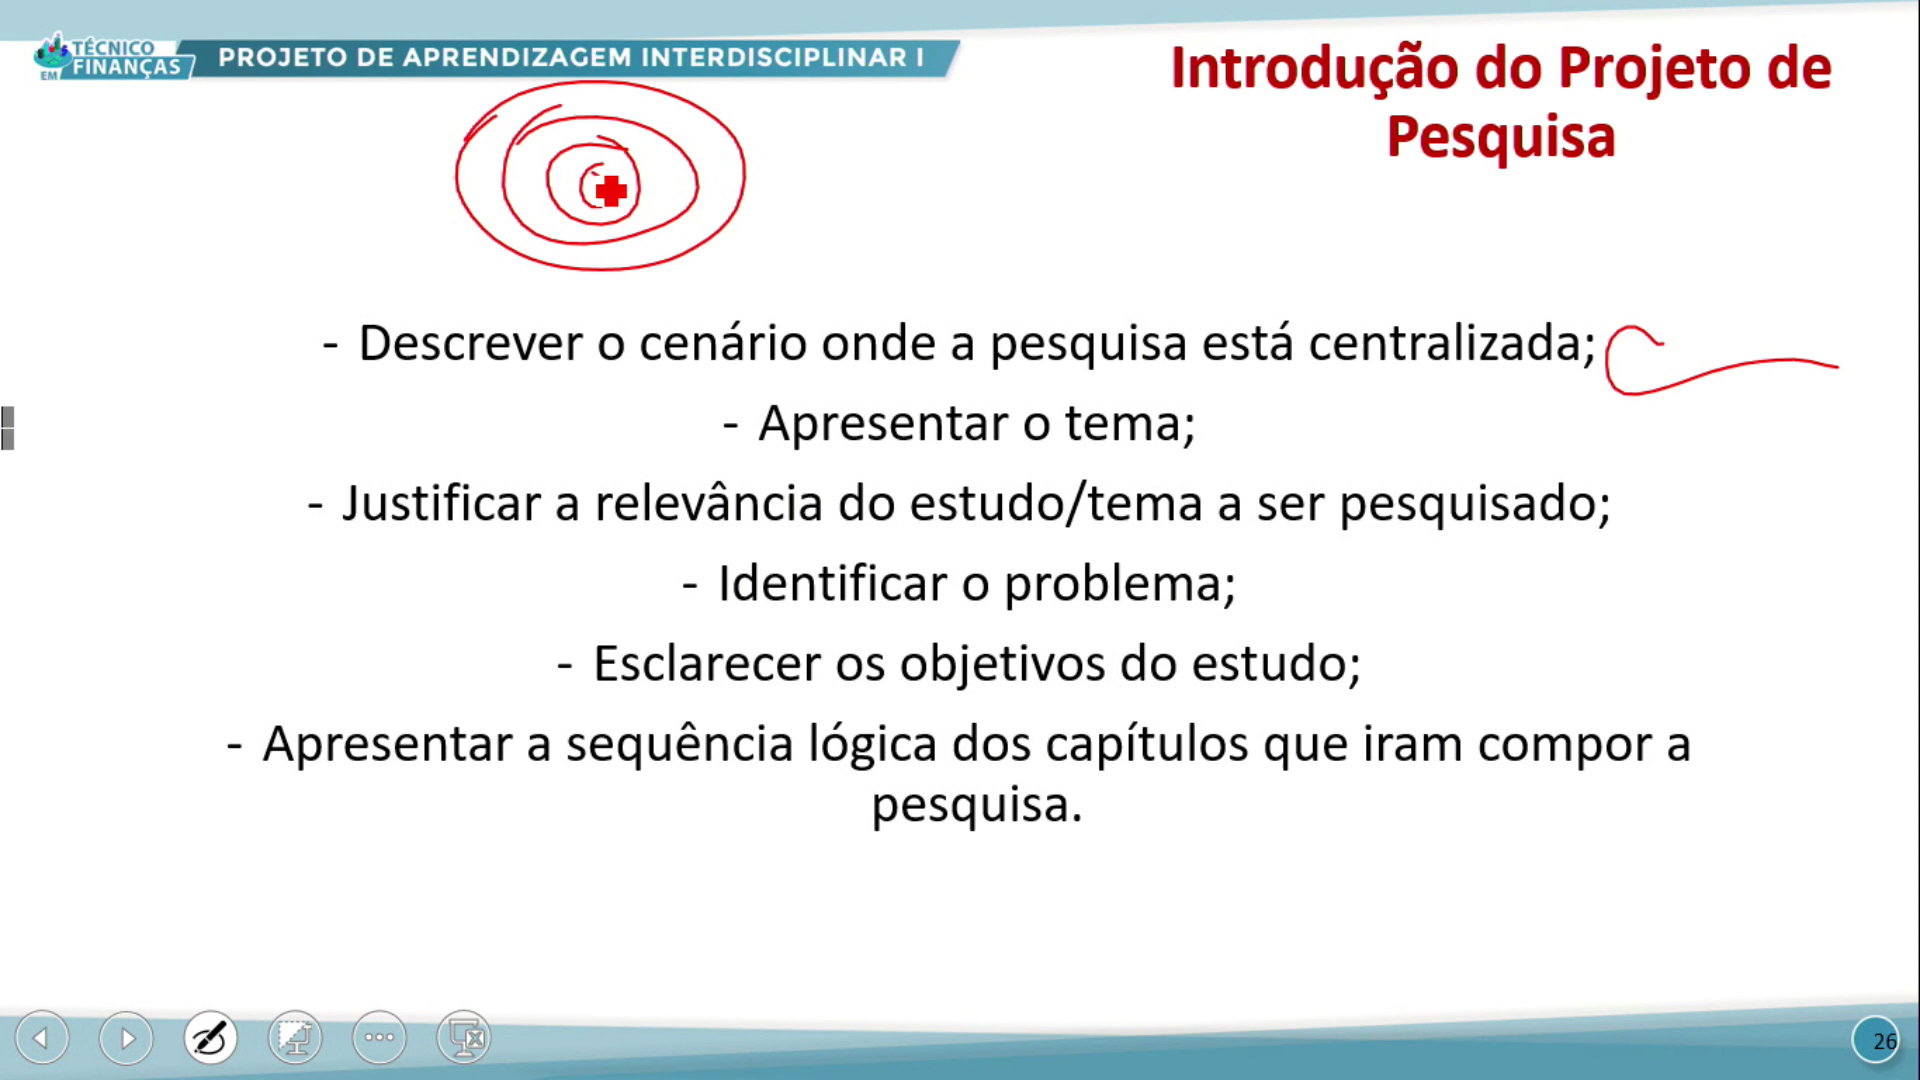 TÉCNICO
EM FINANÇAS
PROJETO DE APRENDIZAGEM INTERDISCIPLINAR I
Introdução do Projeto de
Pesquisa
- Descrever o cenário onde a pesquisa está centralizada;
- Apresentar o tema;
- Justificar a relevância do estudo/tema a ser pesquisado;
- Identificar o problema;
- Esclarecer os objetivos do estudo;
- Apresentar a sequência lógica dos capítulos que iram compor a
pesquisa.
26